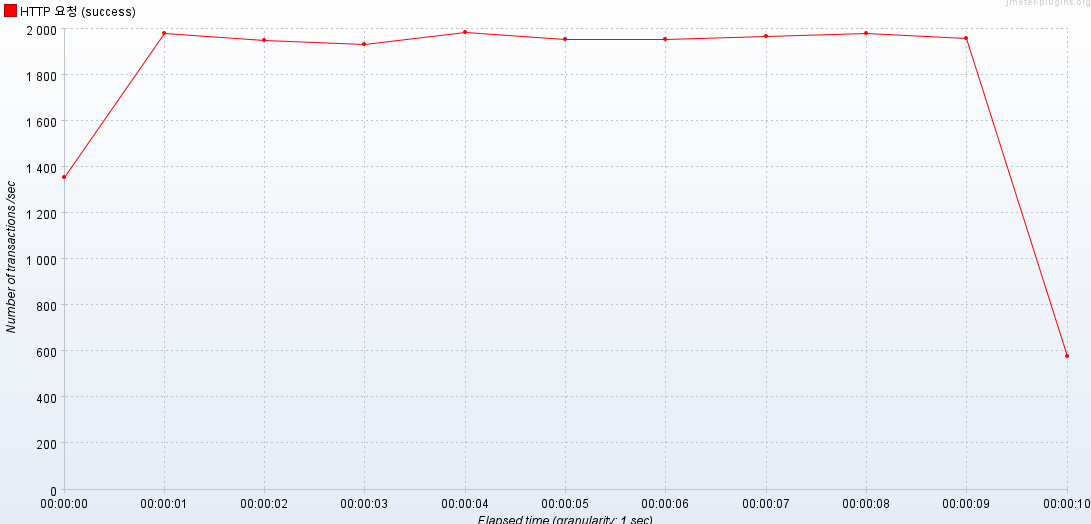 jmeter-plugins.org
HTTP 요청 (success)
2 000
1 800
1 600
1 400
1 200
1 000
800
600
400
200
0
Number of transactions /sec
00:00:00 00:00:01 00:00:02 00:00:03 00:00:04 00:00:05 00:00:06 00:00:07 00:00:08 00:00:09 00:00:10
Elapsed time (granularity: 1 sec)